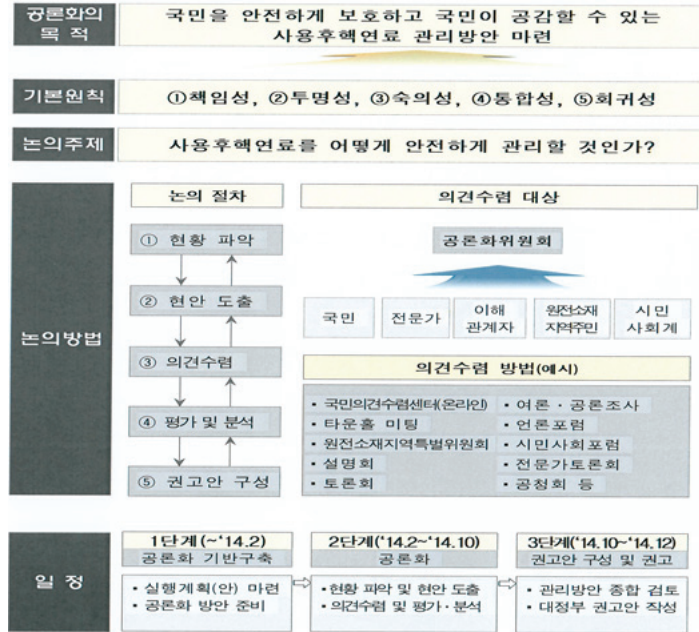 공론화의
목 적
국민을 안전하게 보호하고 국민이 공감할 수 있는
사용후핵연료 관리방안 마련
기본원칙
①책임성, ②투명성, ③숙의성, ④통합성, ⑤회귀성
논의주제
사용후핵연료를 어떻게 안전하게 관리할 것인가?
논의방법
논의 절차
① 현황 파악
② 현안 도출
③ 의견수렴
④ 평가 및 분석
⑤ 권고안 구성
의견수렴 대상
공론화위원회
국민
전문가
이해
관계자
원전소재
지역주민
시민
사회계
의견수렴 방법(예시)
▪ 국민의견수렴센터(온라인)
▪ 타운홀 미팅
▪ 원전소재지역특별위원회
▪ 설명회
▪ 토론회
▪ 여론 · 공론조사
▪ 언론포럼
▪ 시민사회포럼
▪ 전문가토론회
▪ 공청회 등
일 정
1단계(~'14.2)
공론화 기반구축
▪ 실행계획(안) 마련
▪ 공론화 방안 준비
2단계('14.2~'14.10)
공론화
▪현황 파악 및 현안 도출
▪의견수렴 및 평가·분석
3단계('14.10~'14.12)
권고안 구성 및 권고
▪ 관리방안 종합 검토
▪ 대정부 권고안 작성